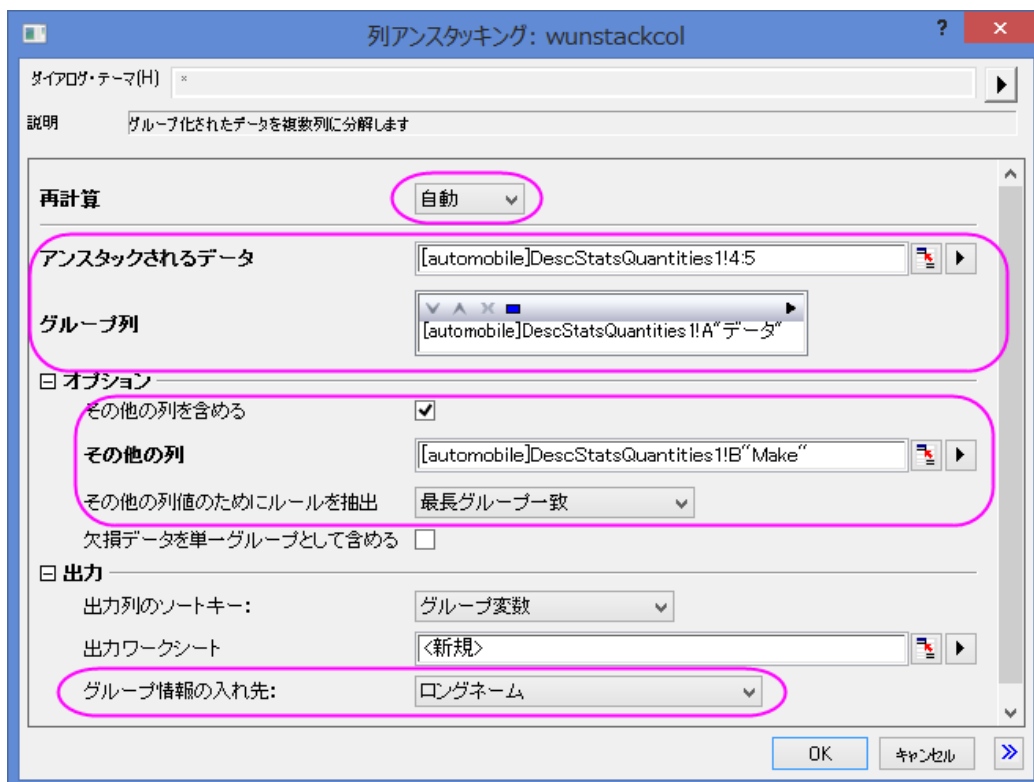 列アンスタッキング: wunstackcol
?
×
ダイアログ・テーマ(H) *
説明 グループ化されたデータを複数列に分解します
再計算 自動
アンスタックされるデータ [automobile]DescStatsQuantities1!4:5
グループ列 [automobile]DescStatsQuantities1!A"データ"
オプション
その他の列を含める
その他の列 [automobile]DescStatsQuantities1!B"Make"
その他の列値のためにルールを抽出 最長グループ一致
欠損データを単一グループとして含める
出力
出力列のソートキー: グループ変数
出力ワークシート <新規>
グループ情報の入れ先: ロングネーム
OK キャンセル